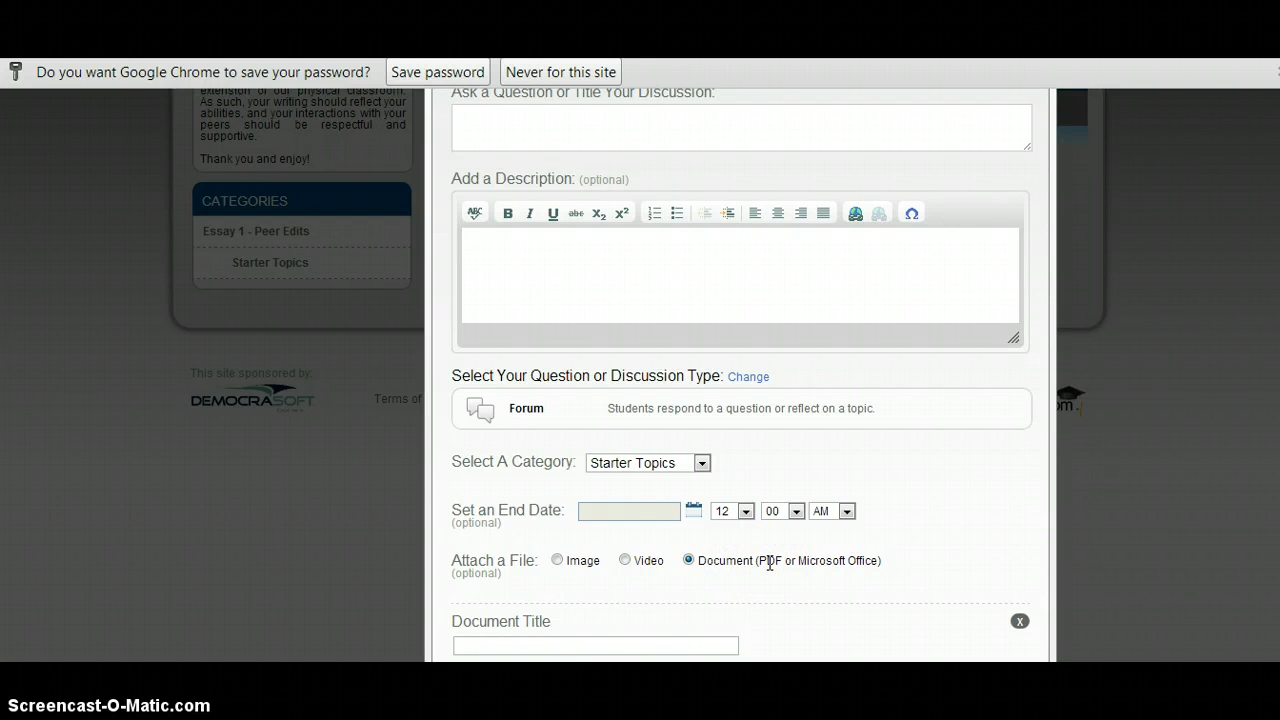 Do you want Google Chrome to save your password? Save password Never for this site
extension of our physical classroom.
As such, your writing should reflect your
abilities, and your interactions with your
peers should be respectful and
supportive.
Thank you and enjoy!
CATEGORIES
Essay 1 - Peer Edits
Starter Topics
This site sponsored by:
DEMOCRASOFT
Terms of
Ask a Question or Title Your Discussion:
Add a Description: (optional)
ABC B I U abc X2 X2 Ω
Select Your Question or Discussion Type: Change
Forum Students respond to a question or reflect on a topic.
Select A Category: Starter Topics
Set an End Date: 12 00 AM
(optional)
Attach a File: Image Video Document (PDF or Microsoft Office)
(optional)
Document Title X
om.
Screencast-O-Matic.com